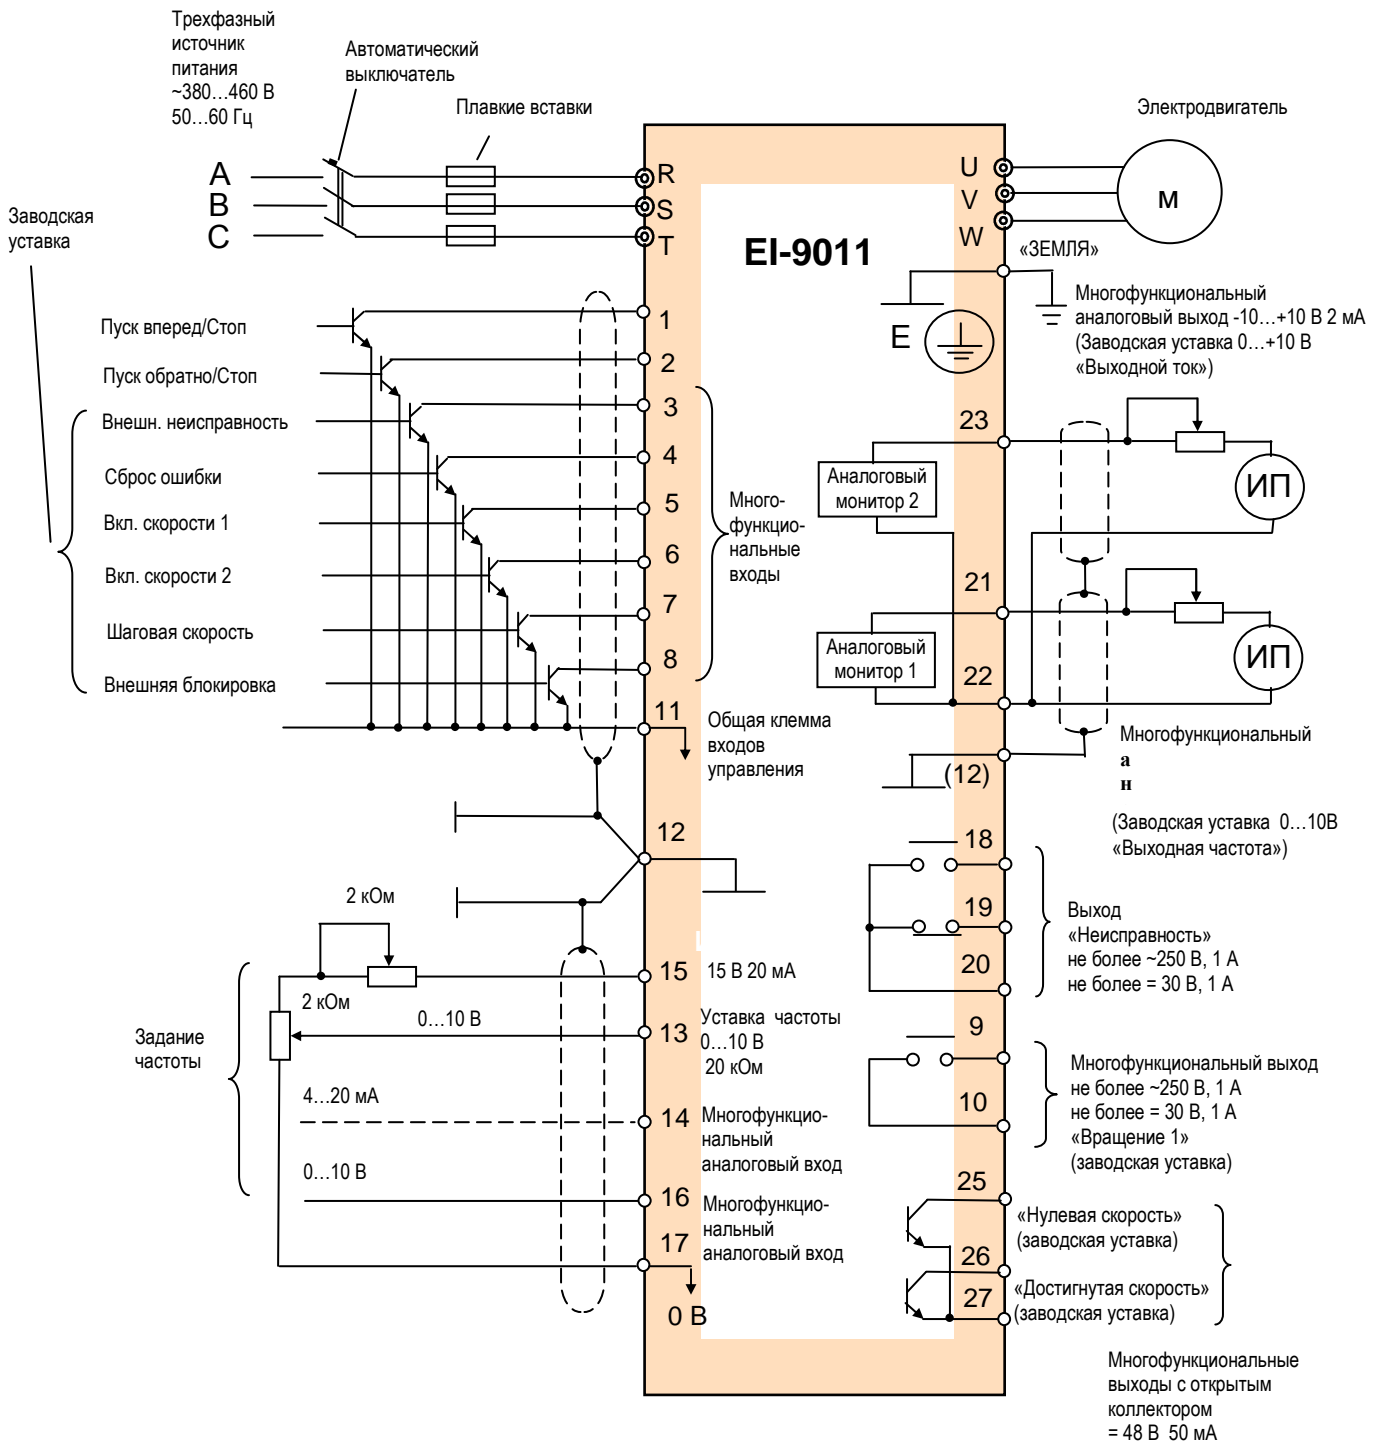 Трехфазный
источник
питания
~380…460 В
50…60 Гц
Автоматический
выключатель
Плавкие вставки
Электродвигатель
A
B
C
R
S
T
U
V
W
М
EI-9011
Заводская
уставка
«ЗЕМЛЯ»
E
Многофункциональный
аналоговый выход -10…+10 В 2 мА
(Заводская уставка 0…+10 В
«Выходной ток»)
Пуск вперед/Стоп
Пуск обратно/Стоп
Внешн. неисправность
Сброс ошибки
Вкл. скорости 1
Вкл. скорости 2
Шаговая скорость
Внешняя блокировка
1
2
3
4
5
6
7
8
11
Много-
функцио-
нальные
входы
Общая клемма
входов
управления
23
Аналоговый
монитор 2
ИП
21
Аналоговый
монитор 1
22
ИП
(12)
Многофункциональный
а
н
(Заводская уставка 0…10В
«Выходная частота»)
12
2 кОм
2 кОм
Задание
частоты
0…10 В
4…20 мА
0…10 В
15
15 В 20 мА
13
Уставка частоты
0…10 В
20 кОм
14
Многофункцио-
нальный
аналоговый вход
16
Многофункцио-
нальный
аналоговый вход
17
0 В
18
19
20
Выход
«Неисправность»
не более ~250 В, 1 А
не более = 30 В, 1 А
9
10
Многофункциональный выход
не более ~250 В, 1 А
не более = 30 В, 1 А
«Вращение 1»
(заводская уставка)
25
«Нулевая скорость»
(заводская уставка)
26
27
«Достигнутая скорость»
(заводская уставка)
Многофункциональные
выходы с открытым
коллектором
= 48 В 50 мА